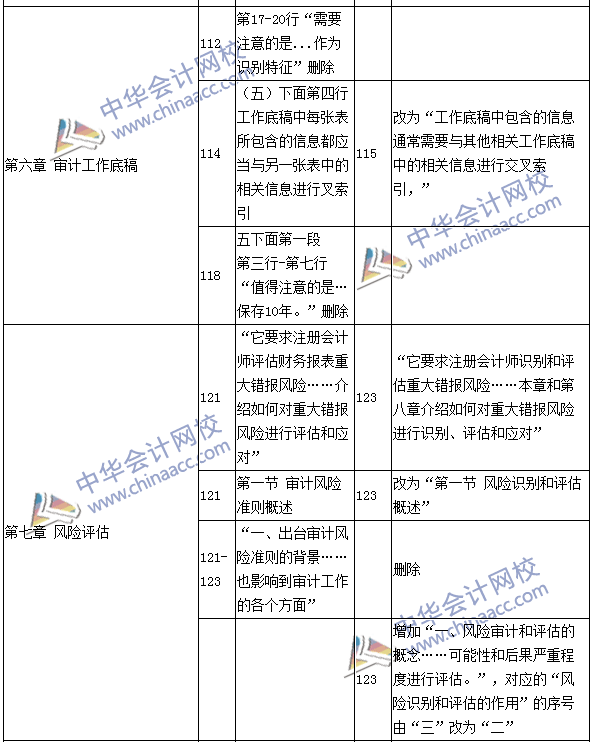 112
第17-20行“需要
注意的是...作为
识别特征”删除
第六章 审计工作底稿
114
（五）下面第四行
工作底稿中每张表
所包含的信息都应
当与另一张表中的
相关信息进行叉索
引
115
改为“工作底稿中包含的信息
通常需要与其他相关工作底稿
中的相关信息进行交叉索
引，”
118
五下面第一段
第三行-第七行
“值得注意的是…
保存10年。”删除
第七章 风险评估
121
“它要求注册会计
师评估财务报表重
大错报风险……介
绍如何对重大错报
风险进行评估和应
对”
123
“它要求注册会计师识别和评
估重大错报风险……本章和第
八章介绍如何对重大错报风险
进行识别、评估和应对”
121
第一节 审计风险
准则概述
123
改为“第一节 风险识别和评估
概述”
121-
123
“一、出台审计风
险准则的背景……
也影响到审计工作
的各个方面”
删除
123
增加“一、风险审计和评估的
概念……可能性和后果严重程
度进行评估。”，对应的“风
险识别和评估的作用”的序号
由“三”改为“二”
中华会计网校
www.chinaacc.com
中华会计网校
www.chinaacc.com
中华会计网校
www.chinaacc.com
中华会计网校
www.chinaacc.com